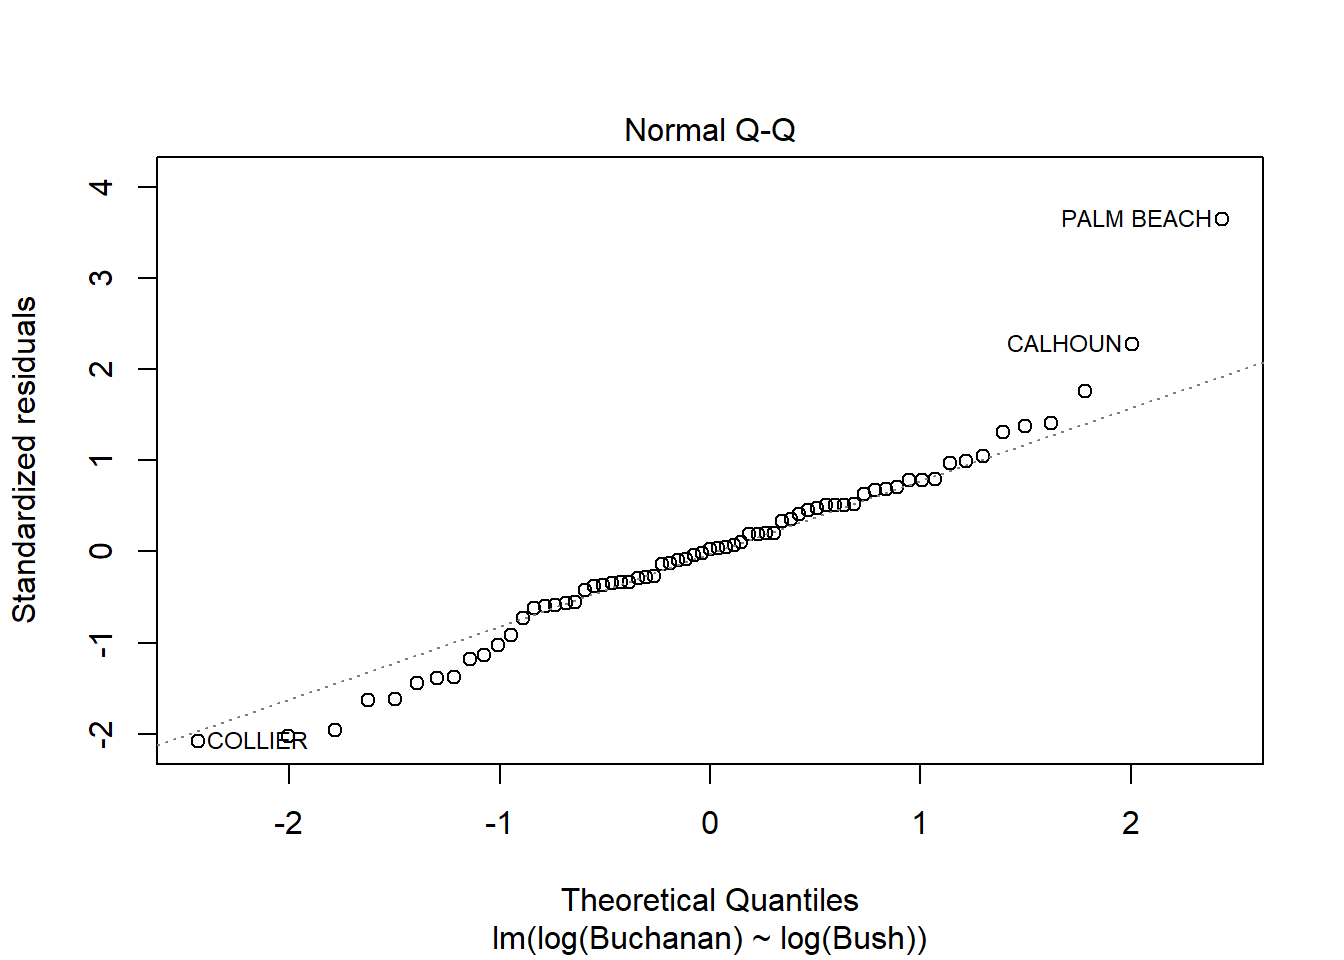 Normal Q-Q
4
3
2
1
0
-1
-2
Standardized residuals
PALM BEACH
CALHOUN
COLLIER
-2
-1
0
1
2
Theoretical Quantiles
lm(log(Buchanan) ~ log(Bush))